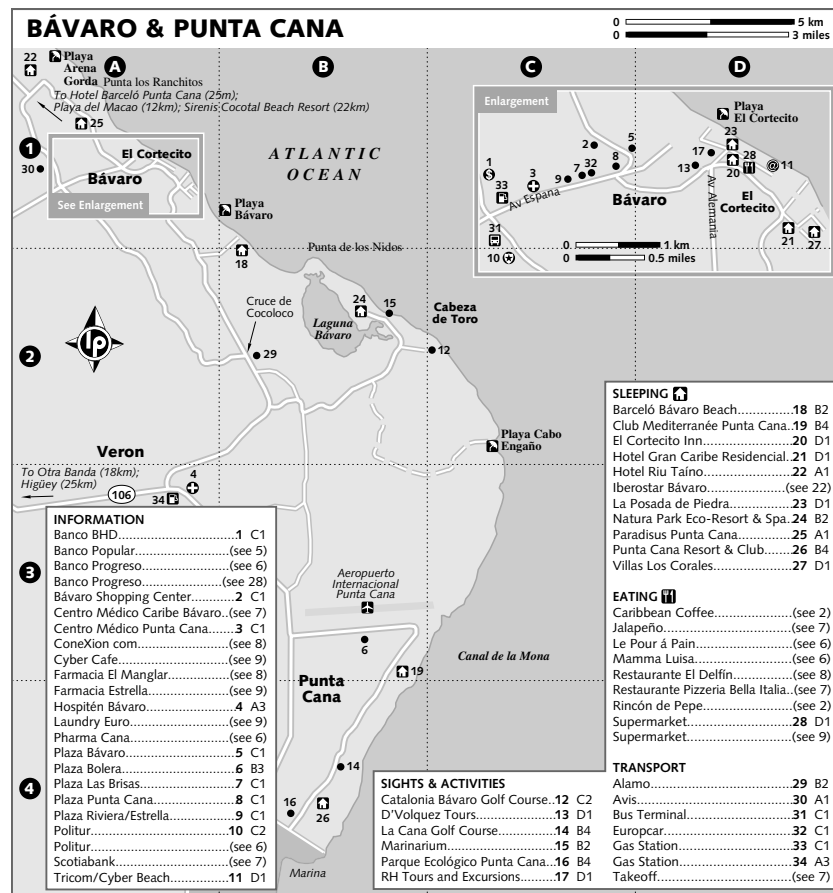 BÁVARO & PUNTA CANA
0 5 km
0 3 miles
A
B
C
D
1
2
3
4
22
Playa
Arena
Gorda
Punta los Ranchitos
To Hotel Barceló Punta Cana (25m);
Playa del Macao (12km); Sirenis Cocotal Beach Resort (22km)
25
El Cortecito
30
Bávaro
See Enlargement
ATLANTIC
OCEAN
Playa
Bávaro
Punta de los Nidos
18
Enlargement
Playa
El Cortecito
23
2
5
17
28
1
3
8
13
11
7 32
9
20
33
Av España
Bávaro
Av Alemania
El
Cortecito
31
21
27
10
0 1 km
0 0.5 miles
24
15
Cabeza
de Toro
Cruce de
Cocoloco
Laguna
Bávaro
lp
12
29
Playa Cabo
Engaño
Veron
To Otra Banda (18km);
Higüey (25km)
4
106
34
Aeropuerto
Internacional
Punta Cana
6
Canal de la Mona
19
Punta
Cana
14
16
26
Marina
INFORMATION
Banco BHD...1 C1
Banco Popular...(see 5)
Banco Progreso...(see 6)
Banco Progreso...(see 28)
Bávaro Shopping Center...2 C1
Centro Médico Caribe Bávaro..(see 7)
Centro Médico Punta Cana...3 C1
ConeXion com...(see 8)
Cyber Cafe...(see 9)
Farmacia El Manglar...(see 8)
Farmacia Estrella...(see 9)
Hospitén Bávaro...4 A3
Laundry Euro...(see 9)
Pharma Cana...(see 6)
Plaza Bávaro...5 C1
Plaza Bolera...6 B3
Plaza Las Brisas...7 C1
Plaza Punta Cana...8 C1
Plaza Riviera/Estrella...9 C1
Politur...10 C2
Politur...(see 6)
Scotiabank...(see 7)
Tricom/Cyber Beach...11 D1
SIGHTS & ACTIVITIES
Catalonia Bávaro Golf Course..12 C2
D'Volquez Tours...13 D1
La Cana Golf Course...14 B4
Marinarium...15 B2
Parque Ecológico Punta Cana...16 B4
RH Tours and Excursions...17 D1
SLEEPING
Barceló Bávaro Beach...18 B2
Club Mediterranée Punta Cana..19 B4
El Cortecito Inn...20 D1
Hotel Gran Caribe Residencial..21 D1
Hotel Riu Taíno...22 A1
Iberostar Bávaro...(see 22)
La Posada de Piedra...23 D1
Natura Park Eco-Resort & Spa..24 B2
Paradisus Punta Cana...25 A1
Punta Cana Resort & Club...26 B4
Villas Los Corales...27 D1
EATING
Caribbean Coffee...(see 2)
Jalapeño...(see 7)
Le Pour á Pain...(see 6)
Mamma Luisa...(see 6)
Restaurante El Delfín...(see 8)
Restaurante Pizzeria Bella Italia..(see 7)
Rincón de Pepe...(see 2)
Supermarket...28 D1
Supermarket...(see 9)
TRANSPORT
Alamo...29 B2
Avis...30 A1
Bus Terminal...31 C1
Europcar...32 C1
Gas Station...33 C1
Gas Station...34 A3
Takeoff...(see 7)